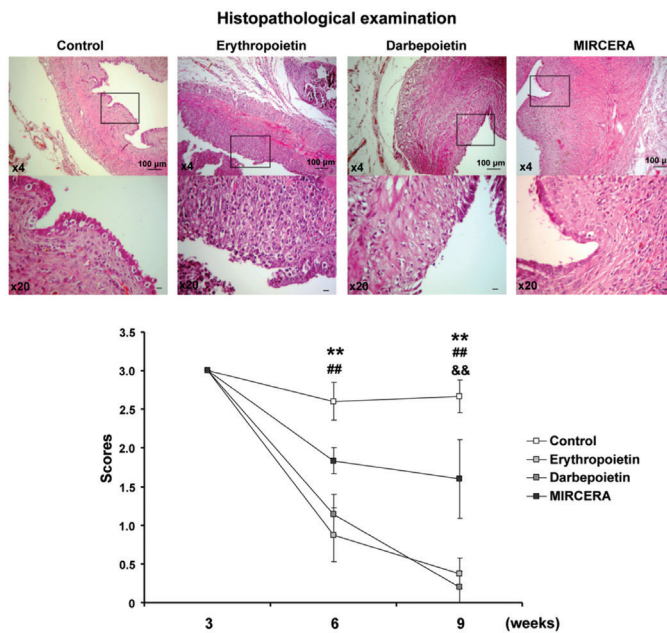 Histopathological examination
Control Erythropoietin Darbepoietin MIRCERA
x4 100 µm x4 100 µm x4 100 µm x4 100 µm
x20 x20 x20 x20
3.5
3.0
2.5
2.0
1.5
1.0
0.5
0
Scores
**
##
**
##
&&
Control
Erythropoietin
Darbepoietin
MIRCERA
3 6 9 (weeks)